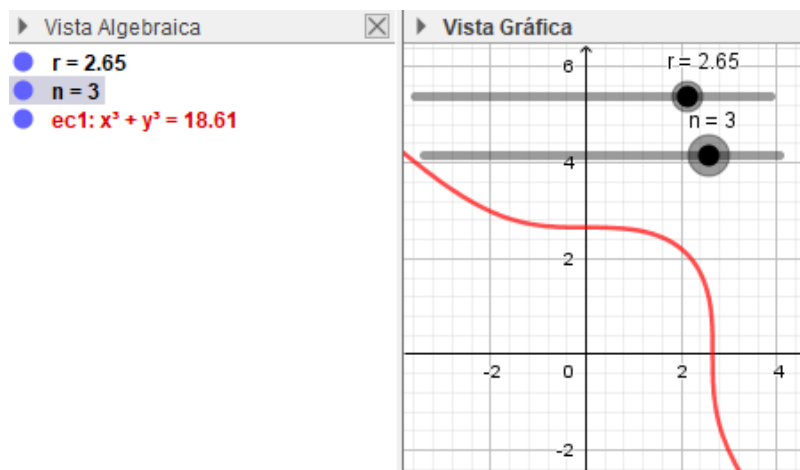 Vista Algebraica
r = 2.65
n = 3
ec1: x³ + y³ = 18.61
Vista Gráfica
r = 2.65
n = 3
6
4
2
0
-2
-2
2
4